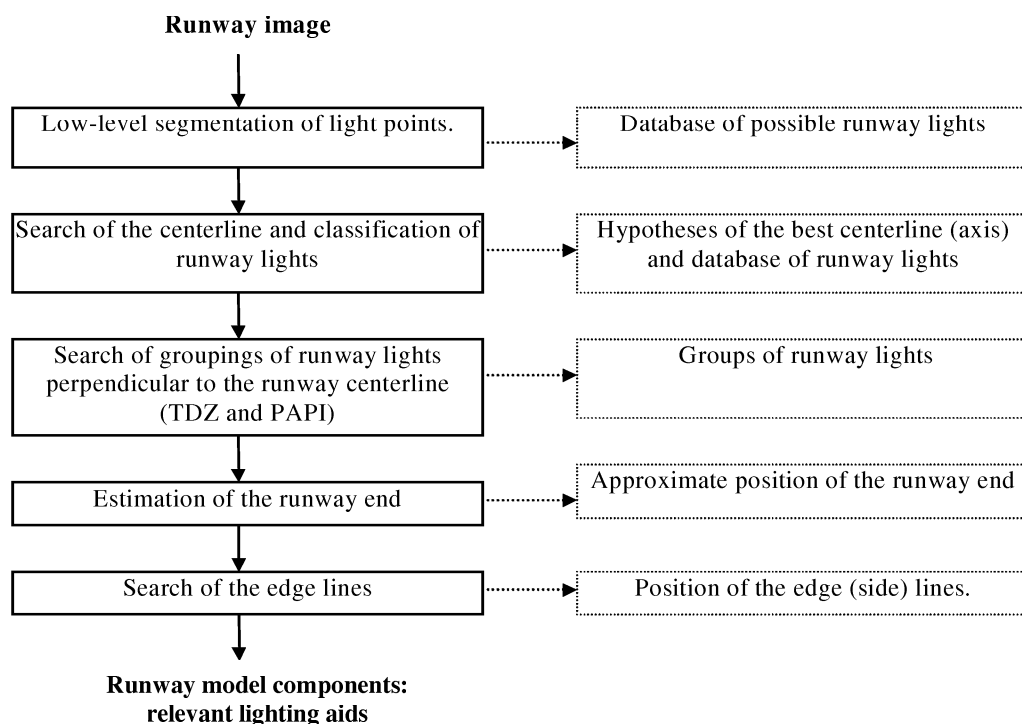 Runway image
Low-level segmentation of light points.
Database of possible runway lights
Search of the centerline and classification of
runway lights
Hypotheses of the best centerline (axis)
and database of runway lights
Search of groupings of runway lights
perpendicular to the runway centerline
(TDZ and PAPI)
Groups of runway lights
Estimation of the runway end
Approximate position of the runway end
Search of the edge lines
Position of the edge (side) lines.
Runway model components:
relevant lighting aids